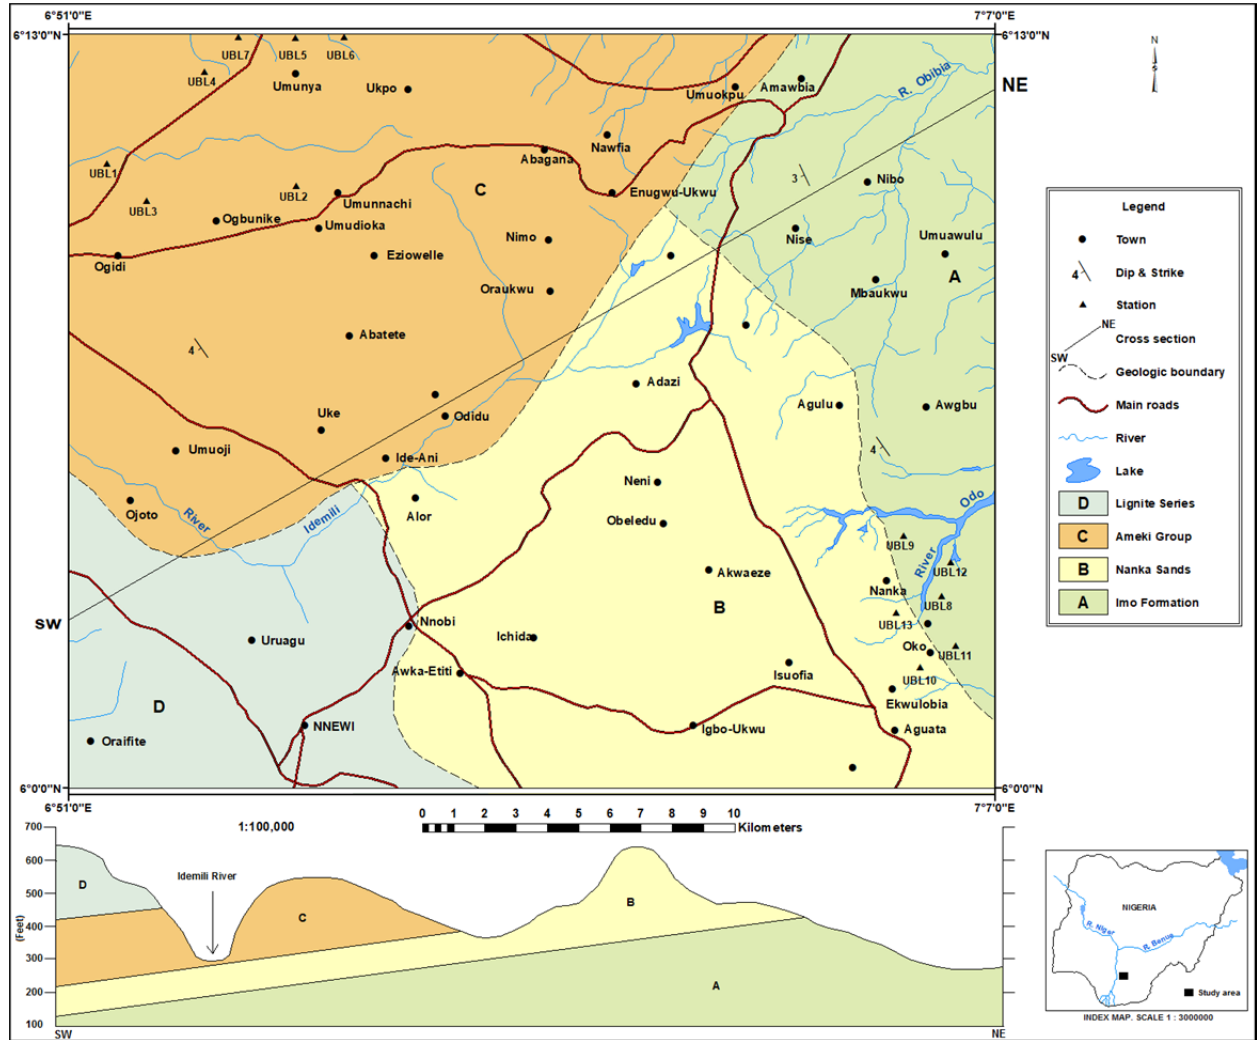 6°51'0"E
7°7'0"E
6°13'0"N
6°13'0"N
N
NE
UBL7
UBL5
UBL6
UBL4
Umunya
Ukpo
Umuokpu
Amawbia
R. Obibia
Nawfia
Abagana
UBL1
UBL2
UBL3
Umunnachi
C
Enugwu-Ukwu
3
Nibo
Ogbunike
Umudioka
Nimo
Nise
Umuawulu
Ogidi
Eziowelle
Oraukwu
Mbaukwu
A
Abatete
4
Adazi
Agulu
Awgbu
Uke
Odidu
Umuoji
Ide-Ani
4
Neni
Ojoto
River
Idemili
Alor
Obeledu
Odo
River
UBL9
UBL12
Akwaeze
Nanka
UBL8
B
UBL13
SW
Nnobi
Uruagu
Ichida
Oko
UBL11
Awka-Etiti
Isuofia
UBL10
Ekwulobia
D
NNEWI
Igbo-Ukwu
Aguata
Oraifite
6°0'0"N
6°0'0"N
6°51'0"E
7°7'0"E
Legend
Town
4
Dip & Strike
Station
NE
Cross section
SW
Geologic boundary
Main roads
River
Lake
D
Lignite Series
C
Ameki Group
B
Nanka Sands
A
Imo Formation
1:100,000
0 1 2 3 4 5 6 7 8 9 10
Kilometers
700
600
500
400
300
200
100
(Feet)
D
Idemili River
C
B
A
SW
NE
NIGERIA
R. Niger
R. Benue
Study area
INDEX MAP. SCALE 1 : 3000000